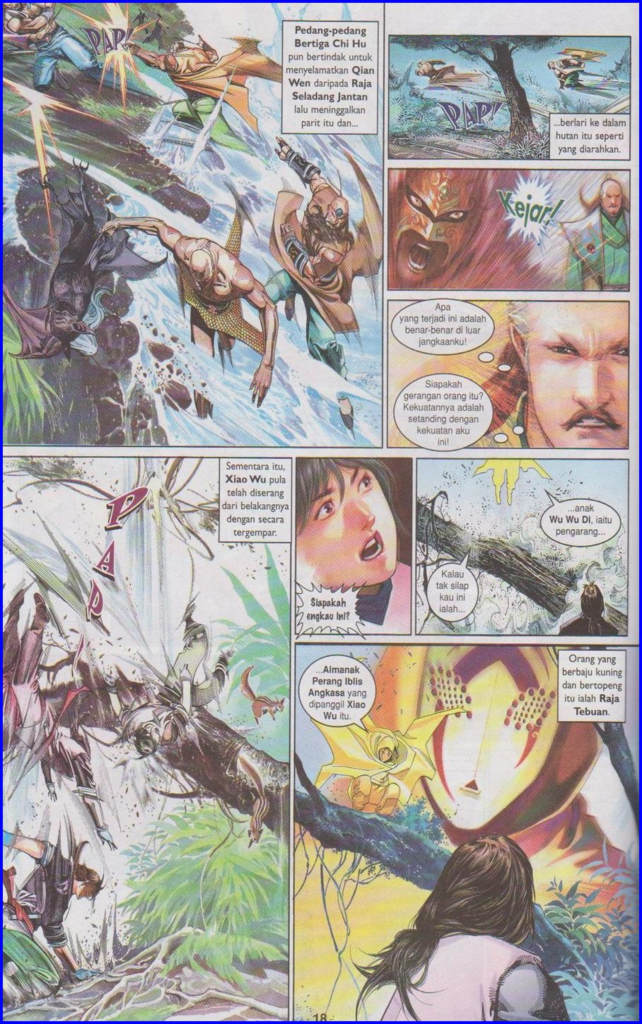 Pedang-pedang
Bertiga Chi Hu
pun bertindak untuk
menyelamatkan Qian
Wen daripada Raja
Seladang Jantan
lalu meninggalkan
parit itu dan...
PAP!
...berlari ke dalam
hutan itu seperti
yang diarahkan.
PAP!
Kejar!
Apa
yang terjadi ini adalah
benar-benar di luar
jangkaanku!
Siapakah
gerangan orang itu?
Kekuatannya adalah
setanding dengan
kekuatan aku
ini!
Sementara itu,
Xiao Wu pula
telah diserang
dari belakangnya
dengan secara
tergempar.
PAP!
Siapakah
engkau ini?
...anak
Wu Wu Di, iaitu
pengarang...
Kalau
tak silap
kau ini
ialah...
...Almanak
Perang Iblis
Angkasa yang
dipanggil Xiao
Wu itu.
Orang yang
berbaju kuning
dan bertopeng
itu ialah Raja
Tebuan.
18